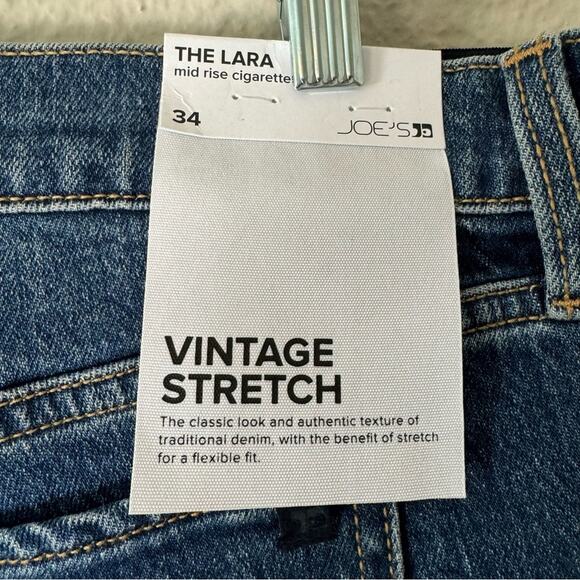 THE LARA
mid rise cigarette
34
JOE'S
VINTAGE
STRETCH
The classic look and authentic texture of
traditional denim, with the benefit of stretch
for a flexible fit.